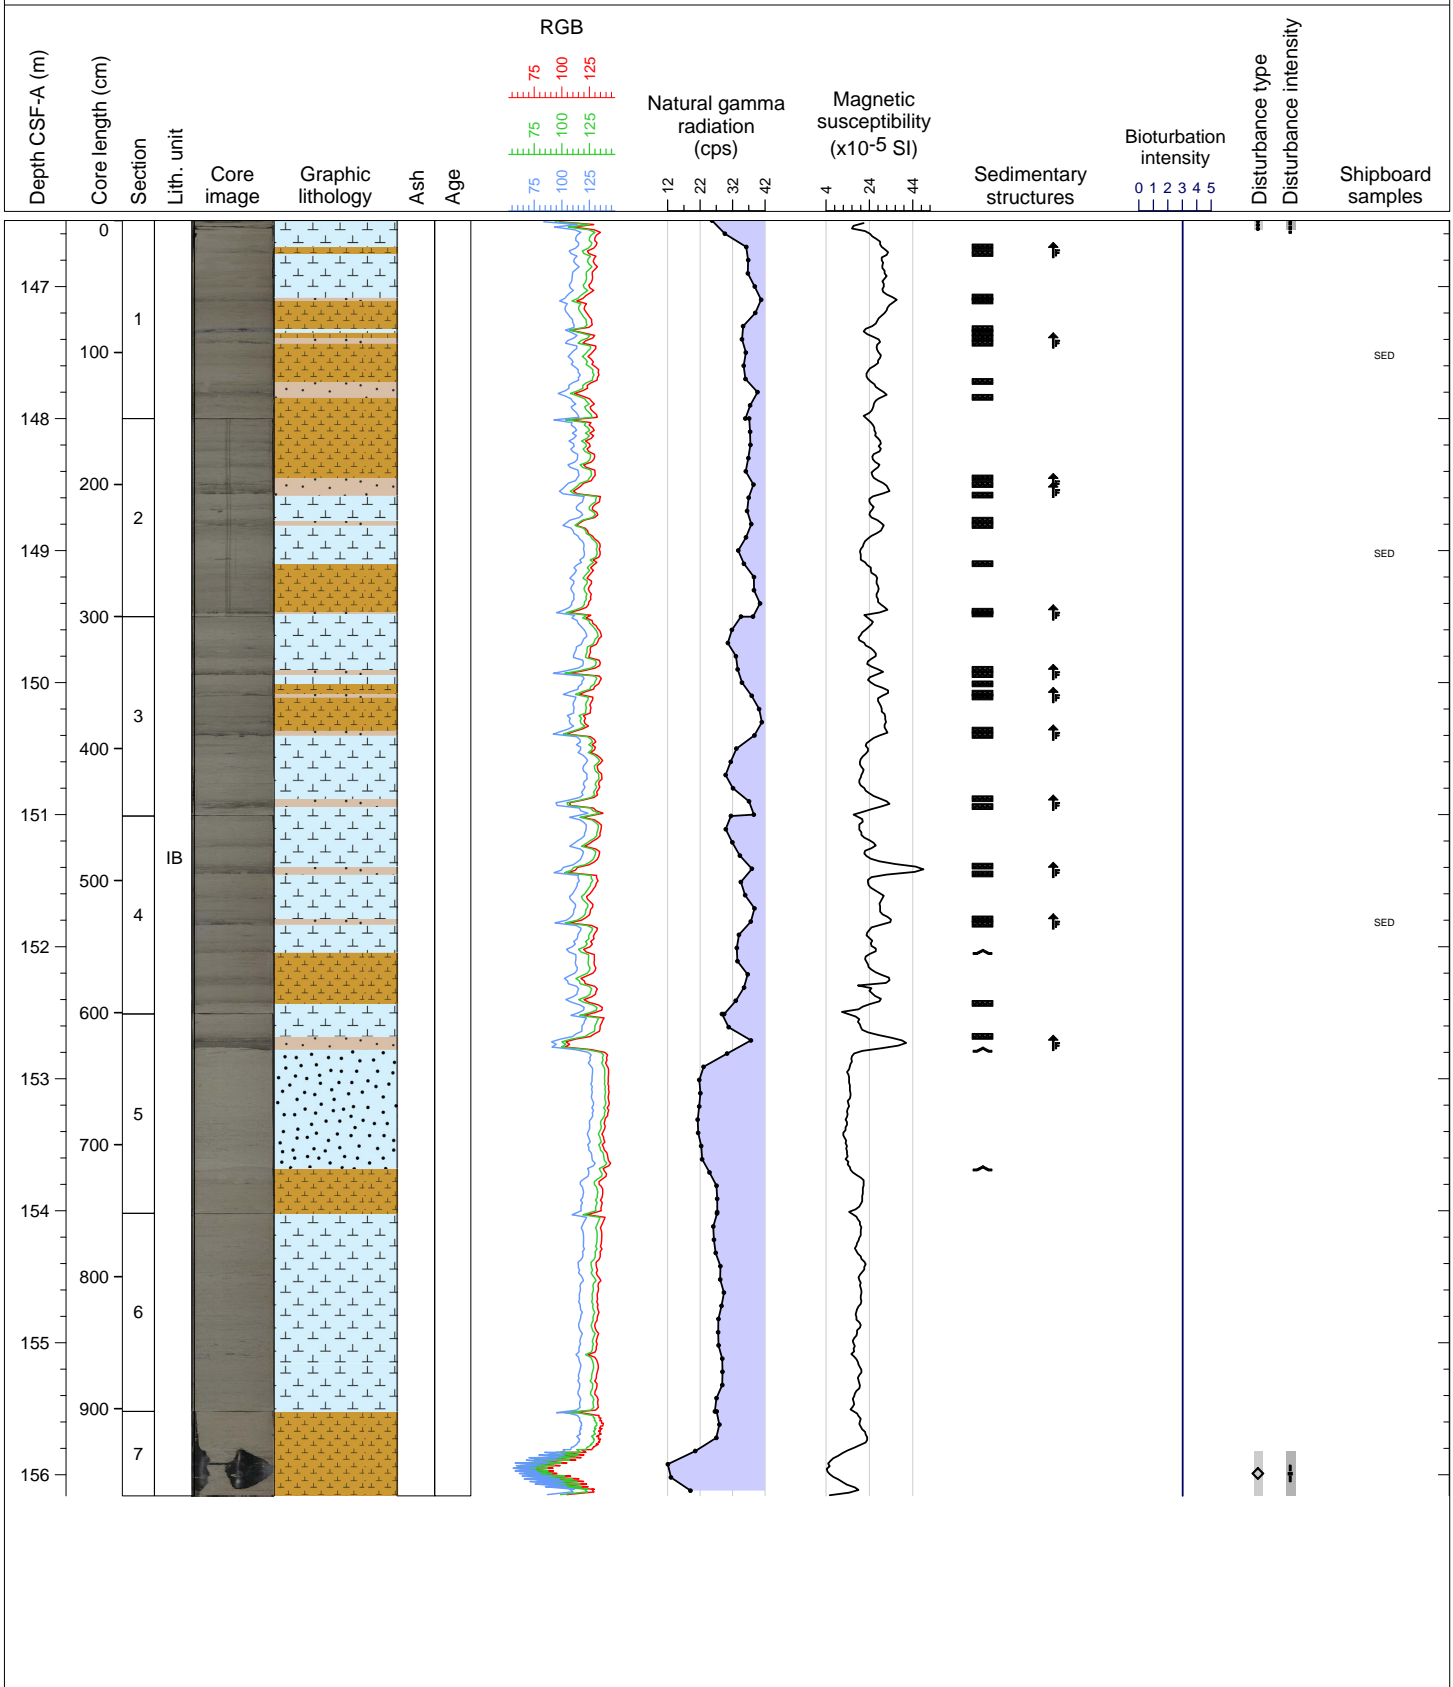 RGB
75 100 125
75 100 125
75 100 125
Depth CSF-A (m)
Core length (cm)
Section
Lith. unit
Core
image
Graphic
lithology
Ash
Age
Natural gamma
radiation
(cps)
12 22 32 42
Magnetic
susceptibility
(x10-5 SI)
4 24 44
Sedimentary
structures
Bioturbation
intensity
0 1 2 3 4 5
Disturbance type
Disturbance intensity
Shipboard
samples
0
147
1
100
SED
148
200
2
149
SED
300
150
3
400
151
IB
500
4
SED
152
600
153
5
700
154
800
6
155
900
7
156